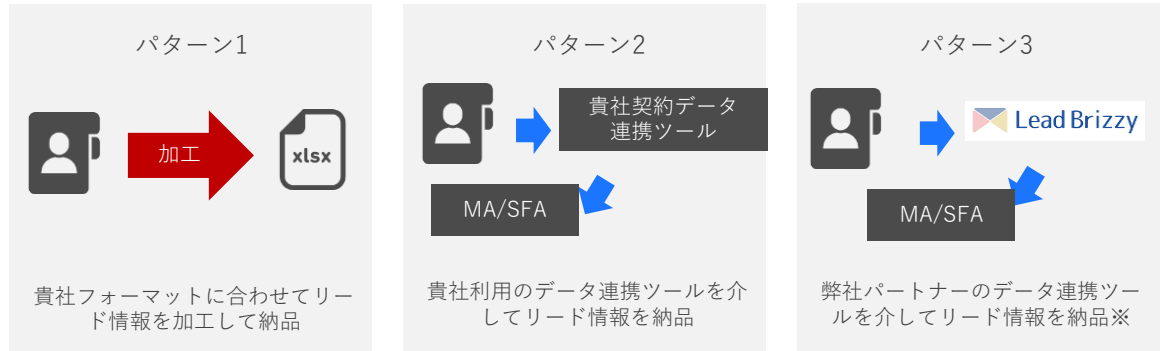 パターン1
加工
xlsx
貴社フォーマットに合わせてリー
ド情報を加工して納品
パターン2
貴社契約データ
連携ツール
MA/SFA
貴社利用のデータ連携ツールを介
してリード情報を納品
パターン3
Lead Brizzy
MA/SFA
弊社パートナーのデータ連携ツー
ルを介してリード情報を納品※